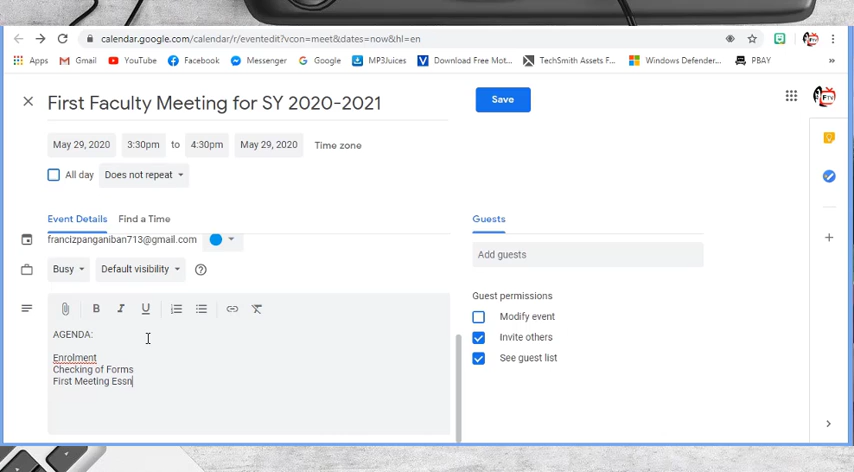 calendar.google.com/calendar/r/eventedit?vcon=meet&dates=now&hl=en
Apps Gmail YouTube Facebook Messenger Google MP3Juices Download Free Mot... TechSmith Assets F... Windows Defender... PBAY »
First Faculty Meeting for SY 2020-2021
Save
FTV
May 29, 2020 3:30pm to 4:30pm May 29, 2020 Time zone
All day Does not repeat
Event Details Find a Time
Guests
francizpanganiban713@gmail.com
Add guests
Busy Default visibility
Guest permissions
Modify event
Invite others
See guest list
B I U
AGENDA:
Enrolment
Checking of Forms
First Meeting Essn